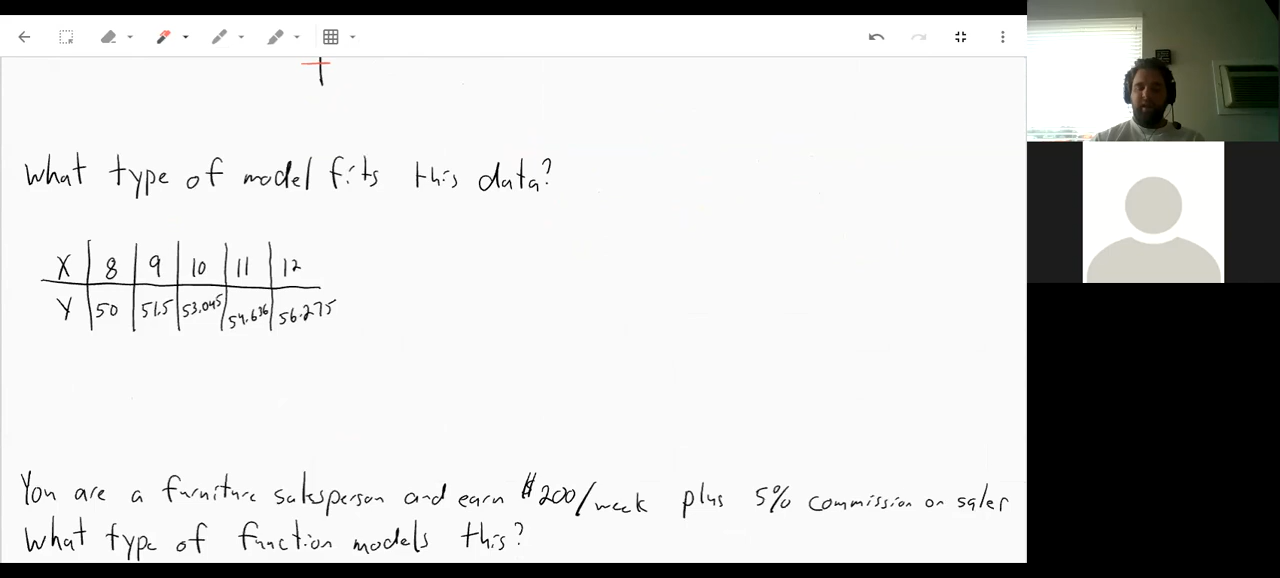 What type of model fits this data?
X 8 9 10 11 12
Y 50 51.5 53.045 54.636 56.275
You are a furniture salesperson and earn $200/week plus 5% commission on sales
What type of function models this?